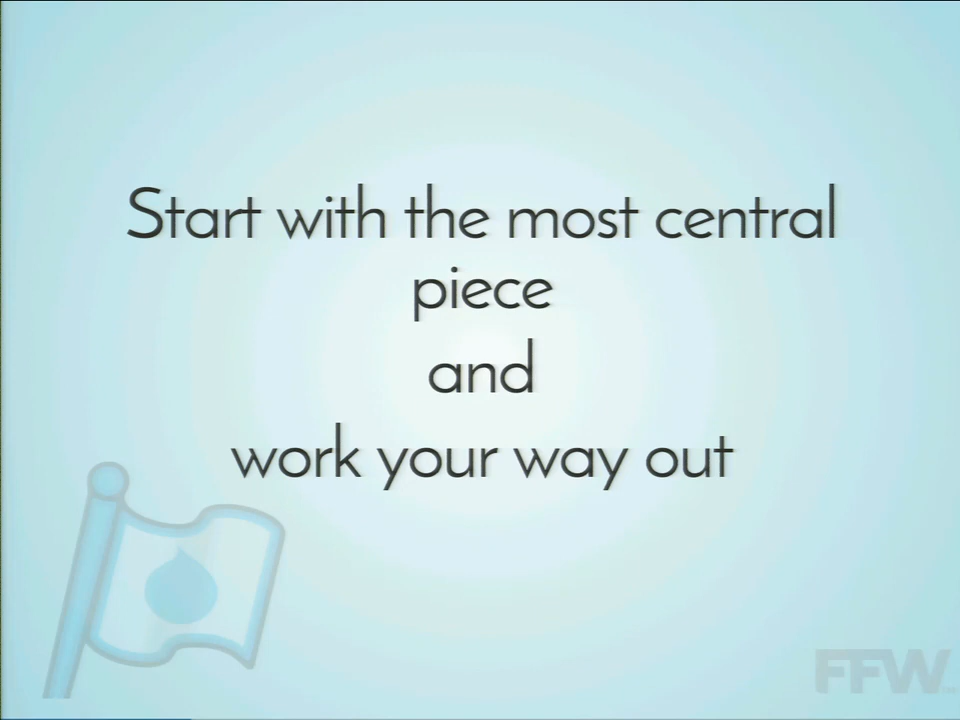 Start with the most central
piece
and
work your way out
FFW